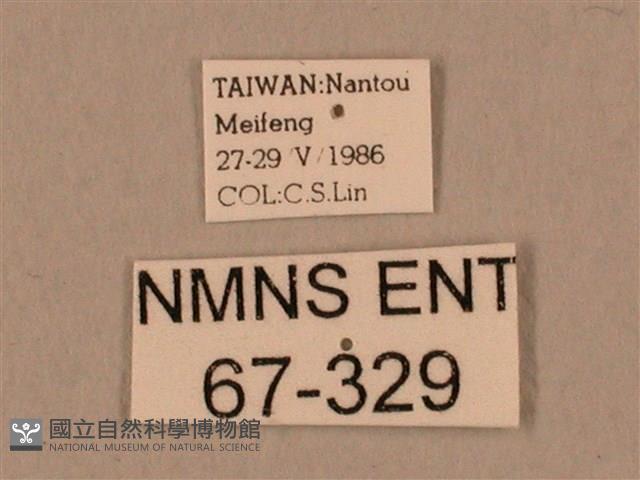 TAIWAN:Nantou
Meifeng
27-29 V/1986
COL:C.S.Lin
NMNS ENT
67-329
國立自然科學博物館
NATIONAL MUSEUM OF NATURAL SCIENCE